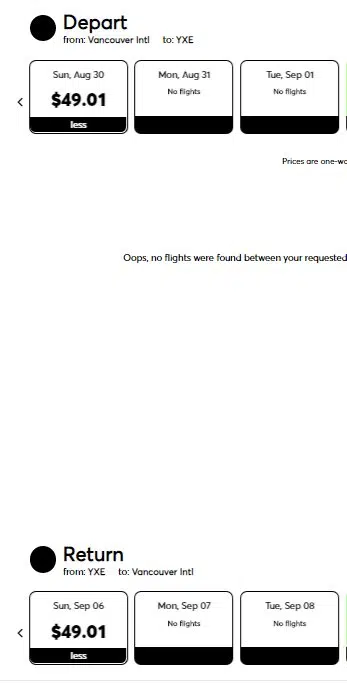 Depart
from: Vancouver Intl to: YXE
Sun, Aug 30 Mon, Aug 31 Tue, Sep 01
$49.01 No flights No flights
less
Prices are one-wa
Oops, no flights were found between your requested
Return
from: YXE to: Vancouver Intl
Sun, Sep 06 Mon, Sep 07 Tue, Sep 08
$49.01 No flights No flights
less